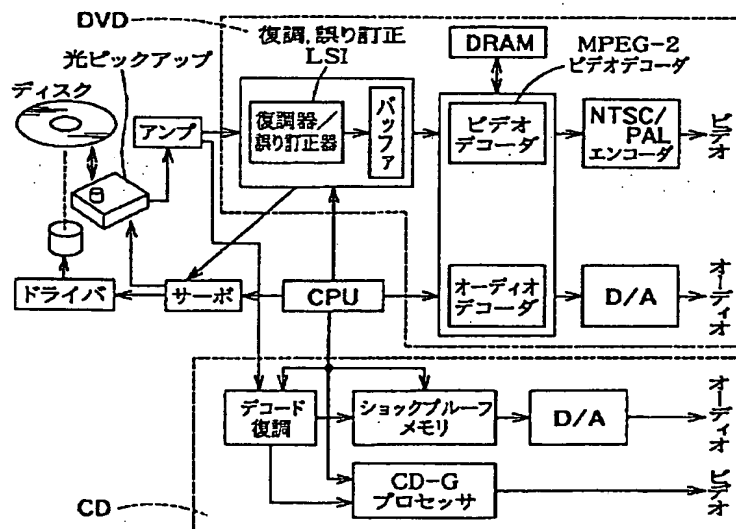 DVD
光ピックアップ
ディスク
アンプ
復調,誤り訂正
LSI
復調器/
誤り訂正器
バッファ
DRAM
MPEG-2
ビデオデコーダ
ビデオ
デコーダ
NTSC/
PAL
エンコーダ
ビデオ
ドライバ
サーボ
CPU
オーディオ
デコーダ
D/A
オーディオ
デコード
復調
ショックプルーフ
メモリ
D/A
オーディオ
CD-G
プロセッサ
ビデオ
CD